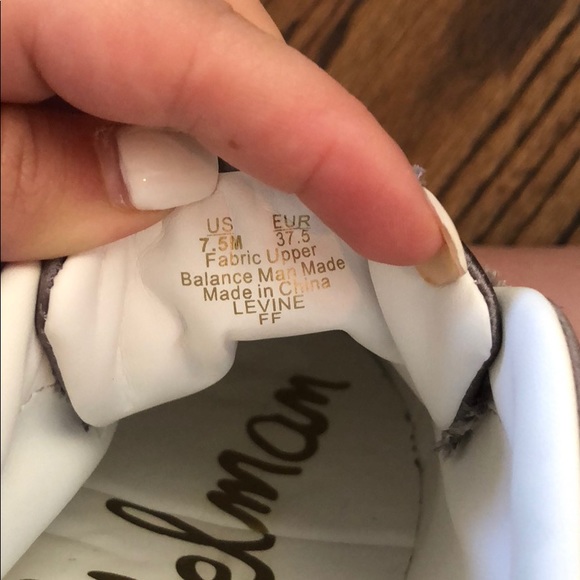 US EUR
7.5M 37.5
Fabric Upper
Balance Man Made
Made in China
LEVINE
FF
elman